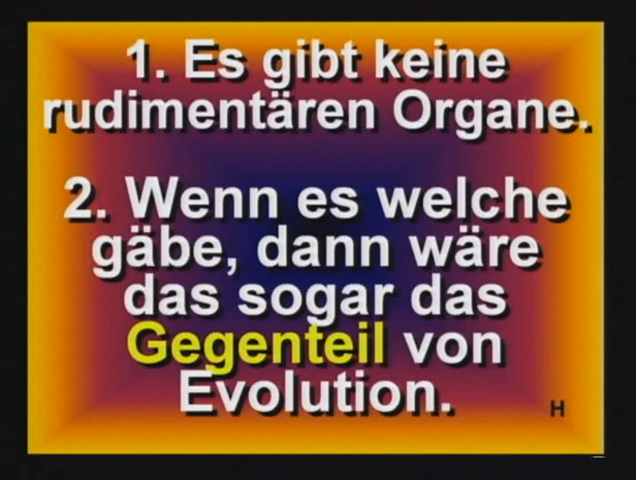 1. Es gibt keine
rudimentären Organe.
2. Wenn es welche
gäbe, dann wäre
das sogar das
Gegenteil von
Evolution.
H